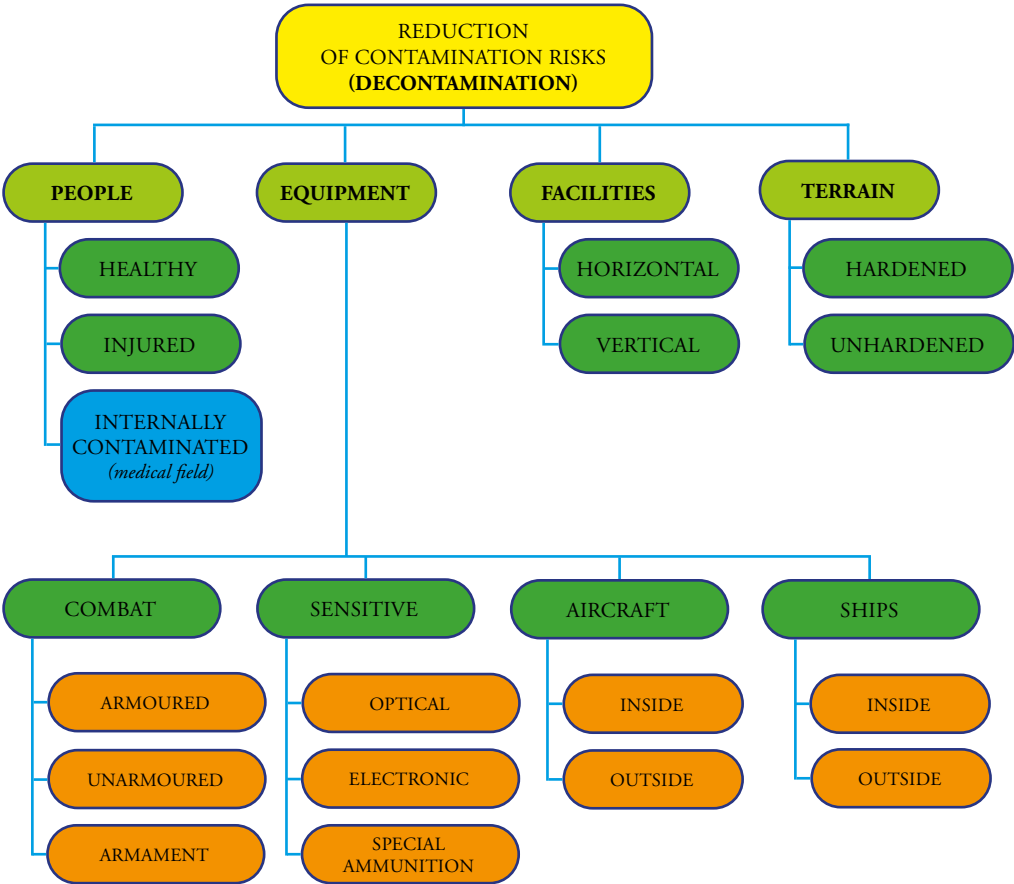 REDUCTION
OF CONTAMINATION RISKS
(DECONTAMINATION)
PEOPLE
EQUIPMENT
FACILITIES
TERRAIN
HEALTHY
HORIZONTAL
HARDENED
INJURED
VERTICAL
UNHARDENED
INTERNALLY
CONTAMINATED
(medical field)
COMBAT
SENSITIVE
AIRCRAFT
SHIPS
ARMOURED
OPTICAL
INSIDE
INSIDE
UNARMOURED
ELECTRONIC
OUTSIDE
OUTSIDE
ARMAMENT
SPECIAL
AMMUNITION